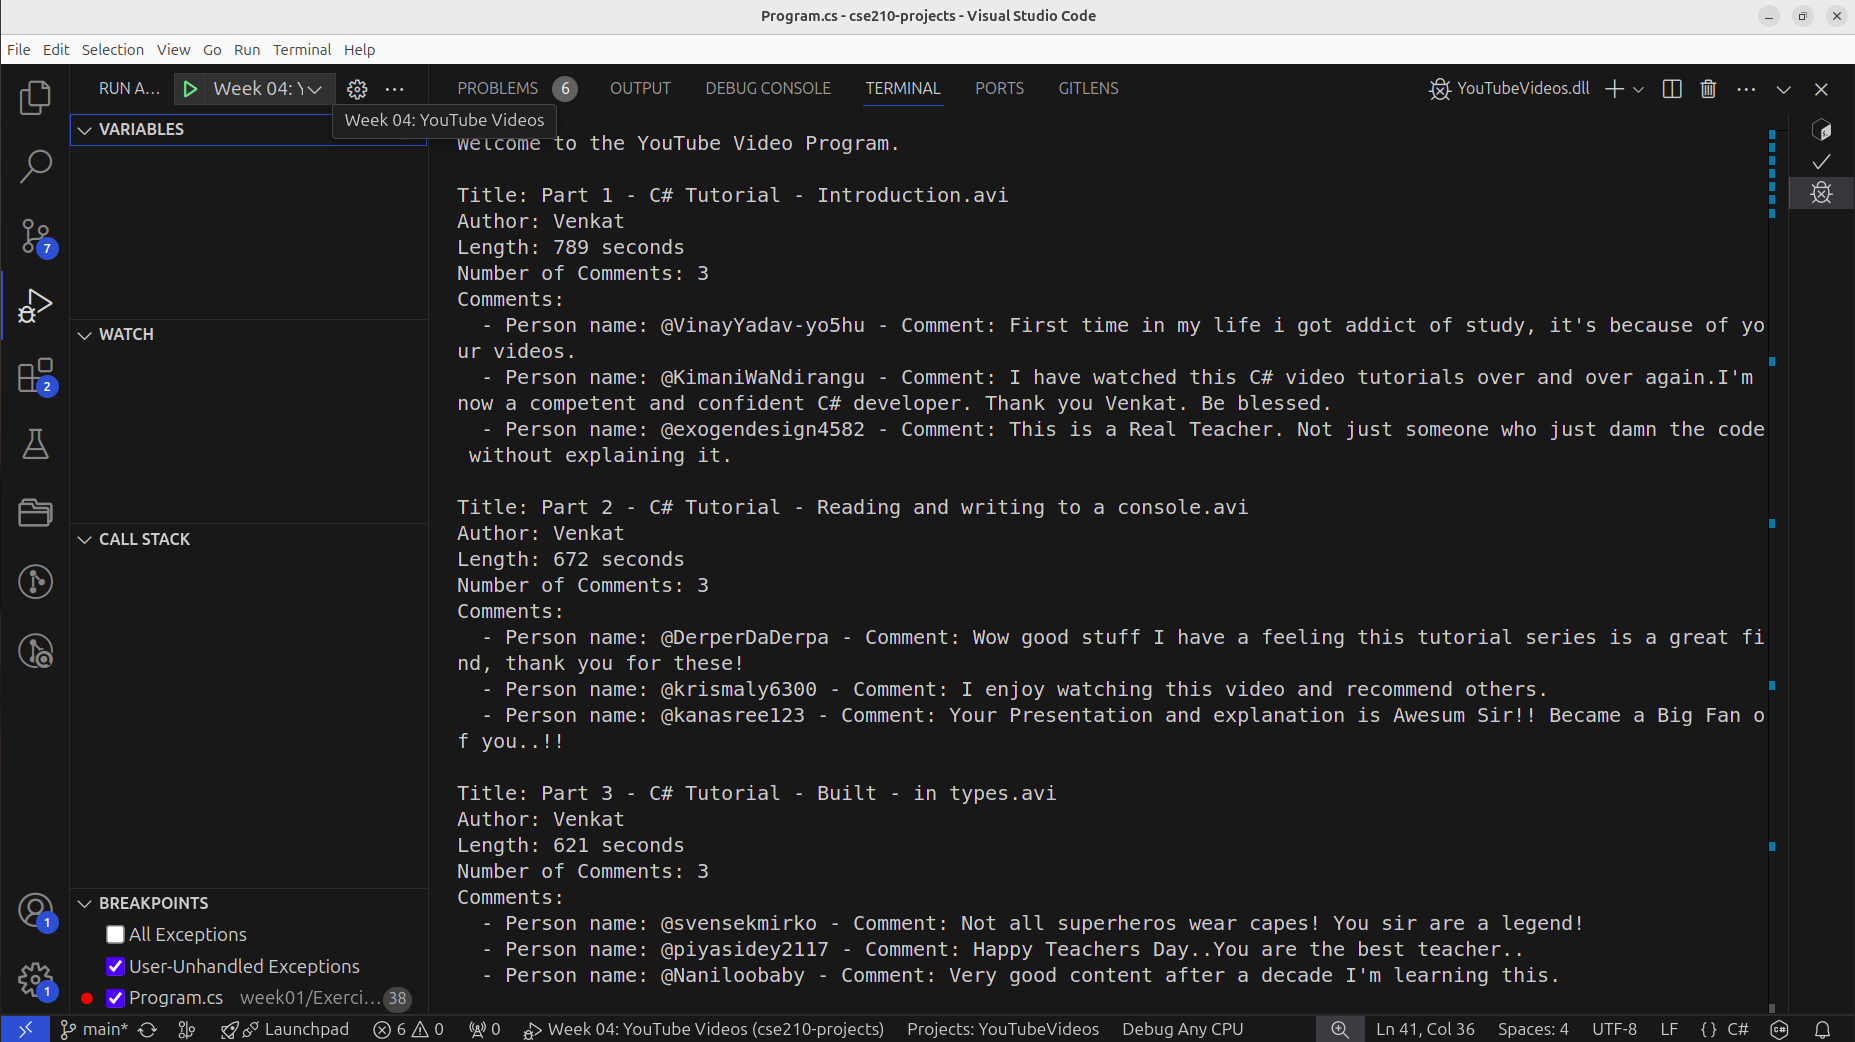 Program.cs - cse210-projects - Visual Studio Code
File Edit Selection View Go Run Terminal Help
RUN A... Week 04: Y
PROBLEMS 6 OUTPUT DEBUG CONSOLE TERMINAL PORTS GITLENS YouTubeVideos.dll
Week 04: YouTube Videos
VARIABLES
WATCH
CALL STACK
BREAKPOINTS
All Exceptions
User-Unhandled Exceptions
Program.cs week01/Exerci... 38
7
2
1
1
Welcome to the YouTube Video Program.
Title: Part 1 - C# Tutorial - Introduction.avi
Author: Venkat
Length: 789 seconds
Number of Comments: 3
Comments:
- Person name: @VinayYadav-yo5hu - Comment: First time in my life i got addict of study, it's because of yo
ur videos.
- Person name: @KimaniWaNdirangu - Comment: I have watched this C# video tutorials over and over again.I'm
now a competent and confident C# developer. Thank you Venkat. Be blessed.
- Person name: @exogendesign4582 - Comment: This is a Real Teacher. Not just someone who just damn the code
without explaining it.
Title: Part 2 - C# Tutorial - Reading and writing to a console.avi
Author: Venkat
Length: 672 seconds
Number of Comments: 3
Comments:
- Person name: @DerperDaDerpa - Comment: Wow good stuff I have a feeling this tutorial series is a great fi
nd, thank you for these!
- Person name: @krismaly6300 - Comment: I enjoy watching this video and recommend others.
- Person name: @kanasree123 - Comment: Your Presentation and explanation is Awesum Sir!! Became a Big Fan o
f you..!!
Title: Part 3 - C# Tutorial - Built - in types.avi
Author: Venkat
Length: 621 seconds
Number of Comments: 3
Comments:
- Person name: @svensekmirko - Comment: Not all superheros wear capes! You sir are a legend!
- Person name: @piyasidey2117 - Comment: Happy Teachers Day..You are the best teacher..
- Person name: @Naniloobaby - Comment: Very good content after a decade I'm learning this.
main* Launchpad 6 0 0 Week 04: YouTube Videos (cse210-projects) Projects: YouTubeVideos Debug Any CPU Ln 41, Col 36 Spaces: 4 UTF-8 LF {} C#